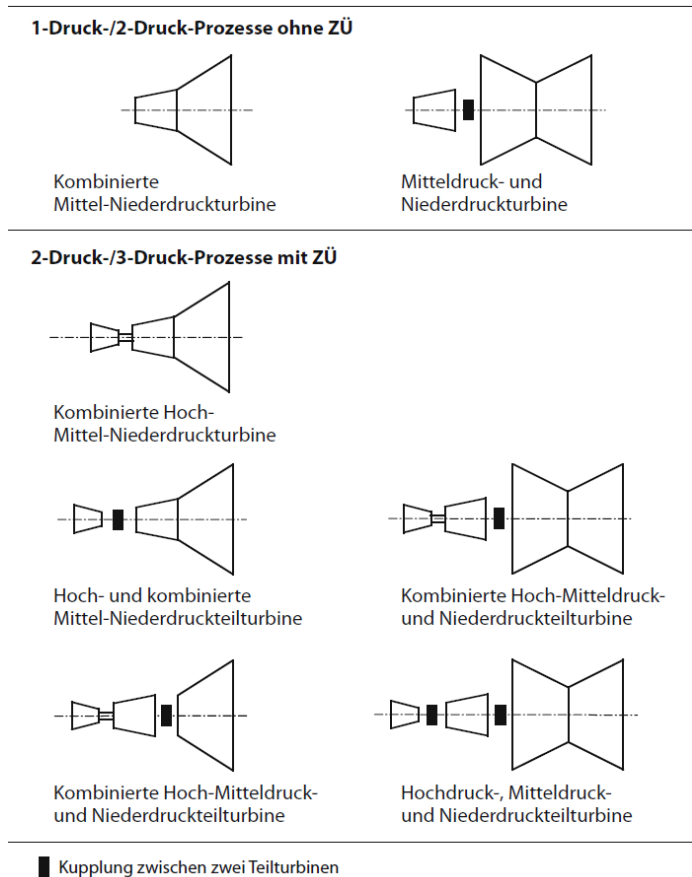 1-Druck-/2-Druck-Prozesse ohne ZÜ
Kombinierte
Mittel-Niederdruckturbine
Mitteldruck- und
Niederdruckturbine
2-Druck-/3-Druck-Prozesse mit ZÜ
Kombinierte Hoch-
Mittel-Niederdruckturbine
Hoch- und kombinierte
Mittel-Niederdruckteilturbine
Kombinierte Hoch-Mitteldruck-
und Niederdruckteilturbine
Kombinierte Hoch-Mitteldruck-
und Niederdruckteilturbine
Hochdruck-, Mitteldruck-
und Niederdruckteilturbine
Kupplung zwischen zwei Teilturbinen